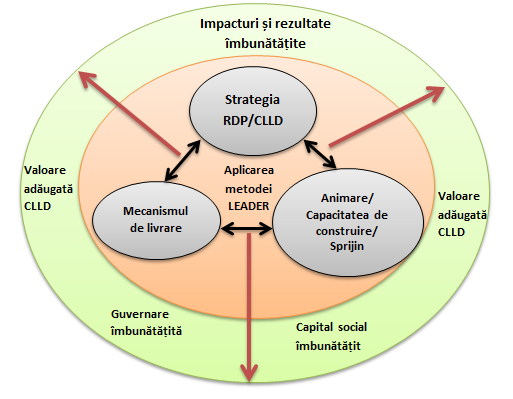 Impacturi și rezultate
îmbunătățite
Strategia
RDP/CLLD
Valoare
adăugată
CLLD
Aplicarea
metodei
LEADER
Mecanismul
de livrare
Animare/
Capacitatea de
construire/
Sprijin
Valoare
adăugată
CLLD
Guvernare
îmbunătățită
Capital social
îmbunătățit